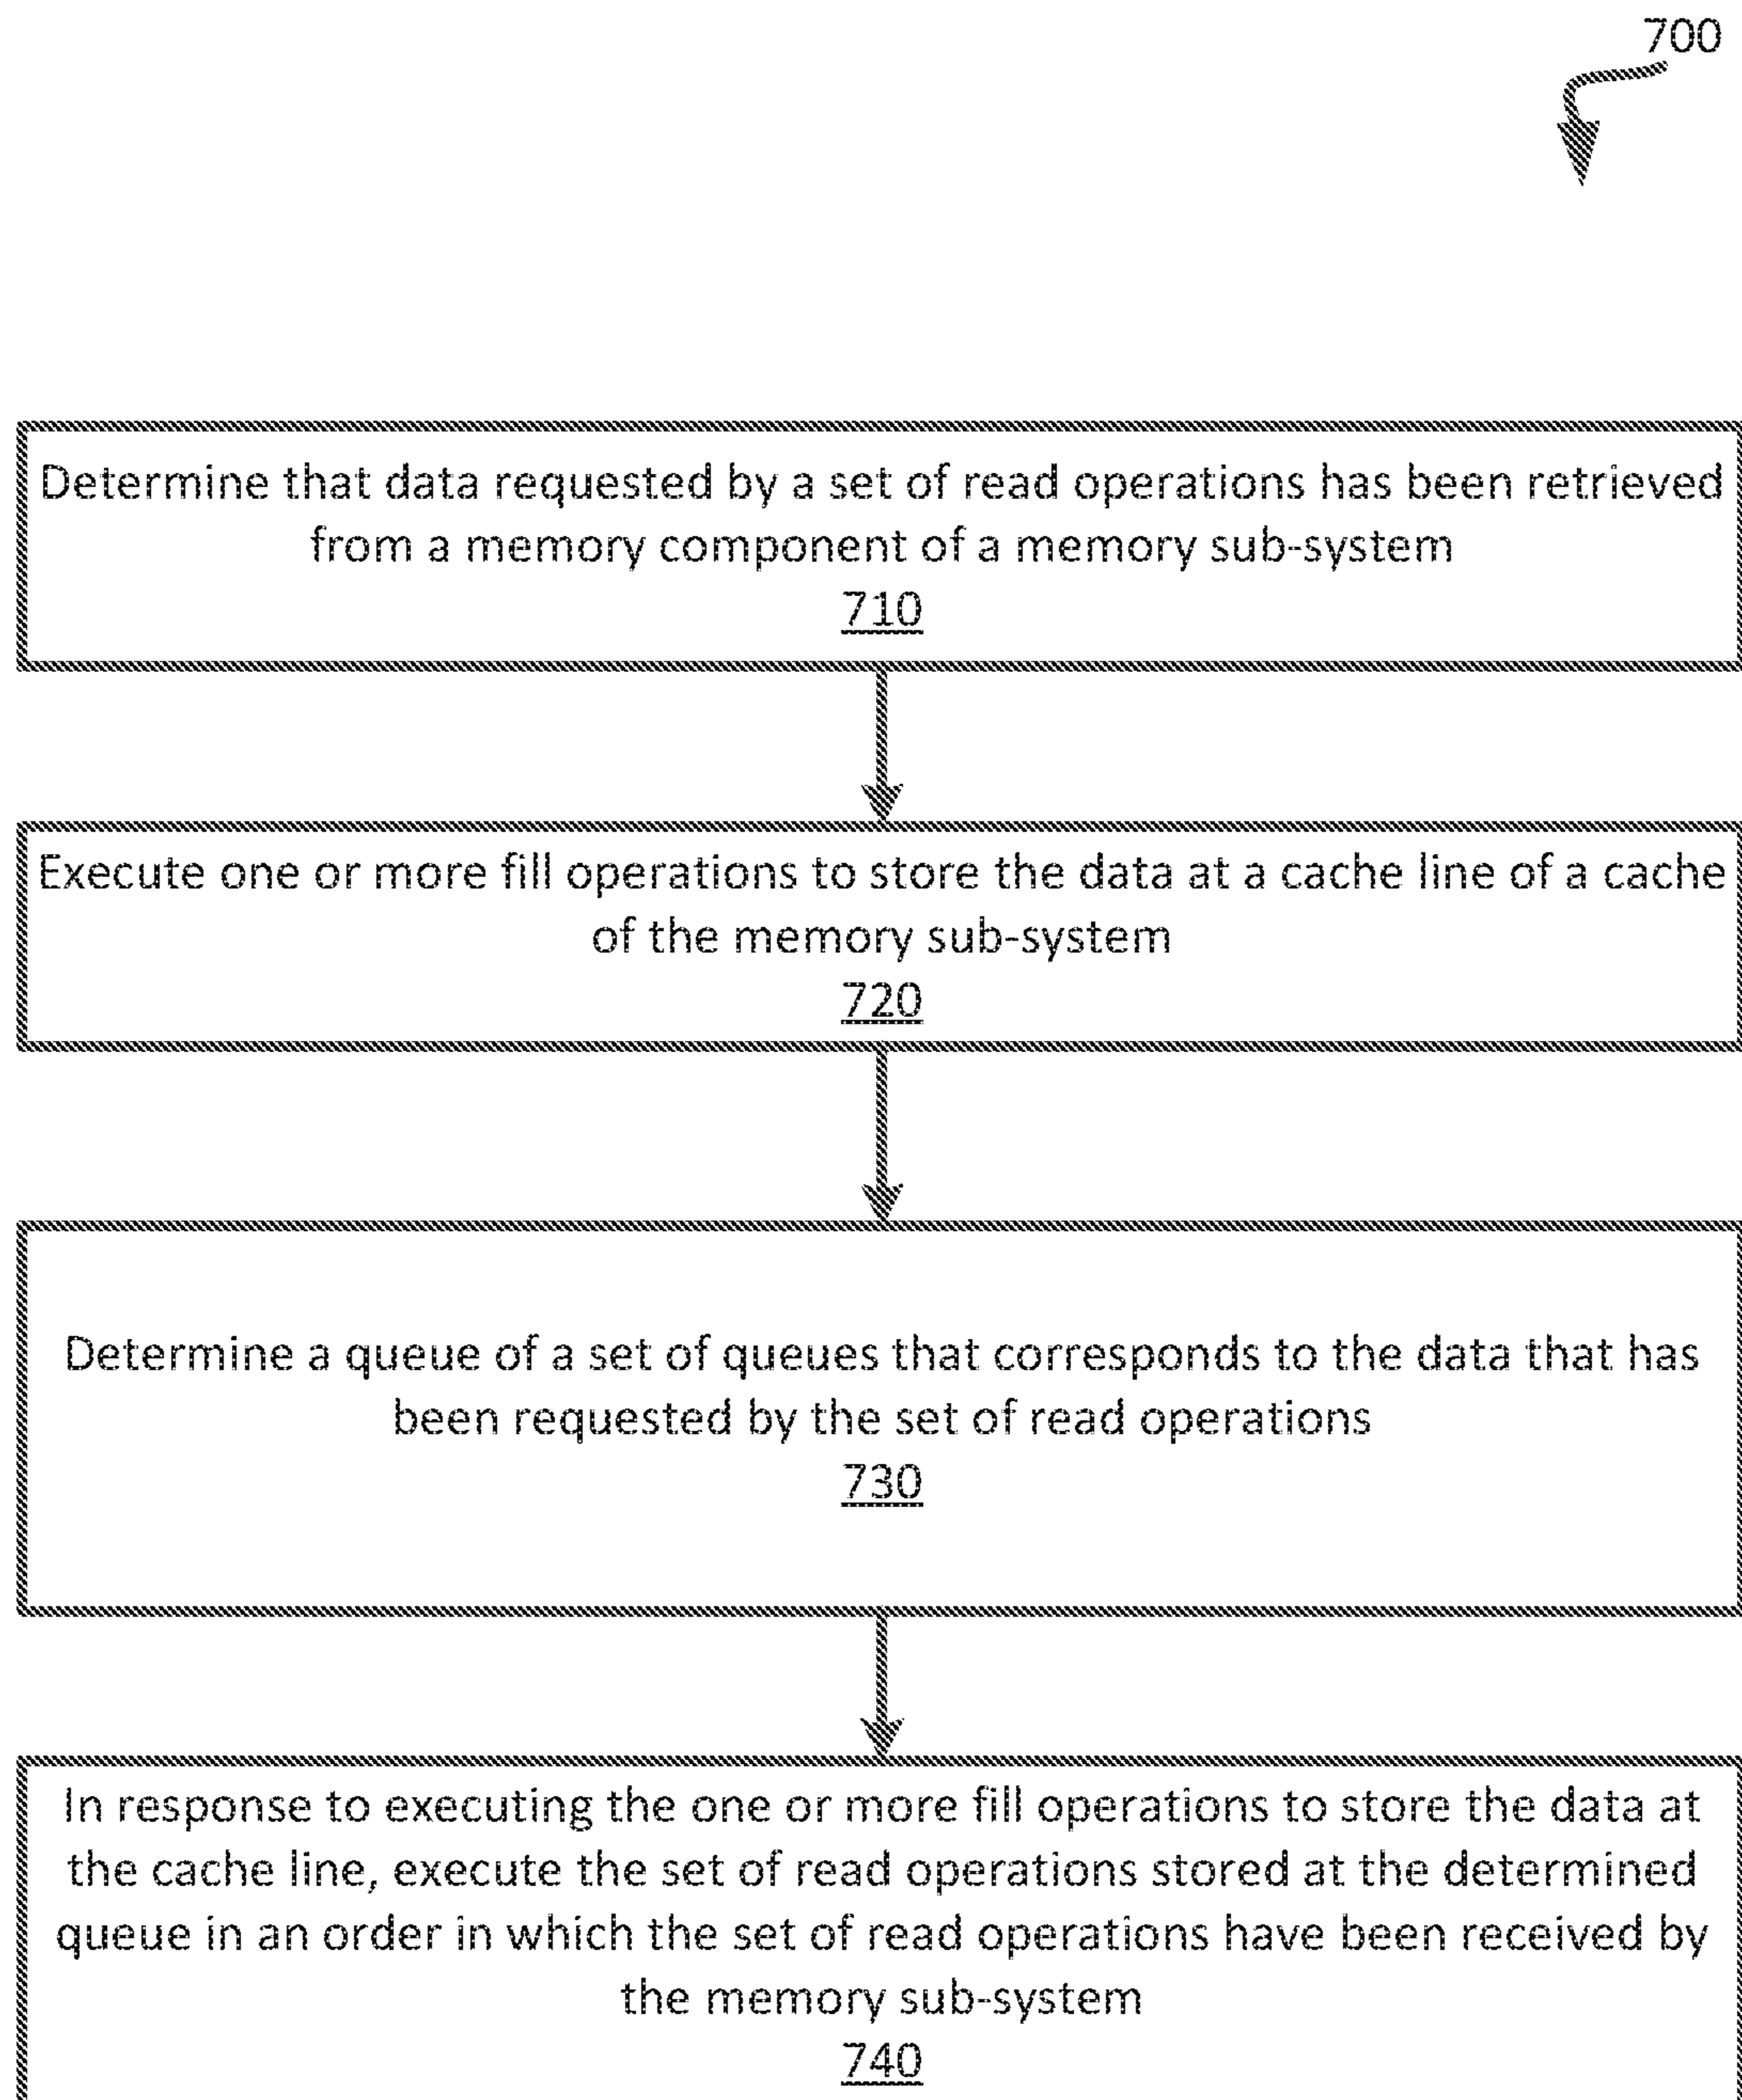 700
Determine that data requested by a set of read operations has been retrieved
from a memory component of a memory sub-system
710
Execute one or more fill operations to store the data at a cache line of a cache
of the memory sub-system
720
Determine a queue of a set of queues that corresponds to the data that has
been requested by the set of read operations
730
In response to executing the one or more fill operations to store the data at
the cache line, execute the set of read operations stored at the determined
queue in an order in which the set of read operations have been received by
the memory sub-system
740